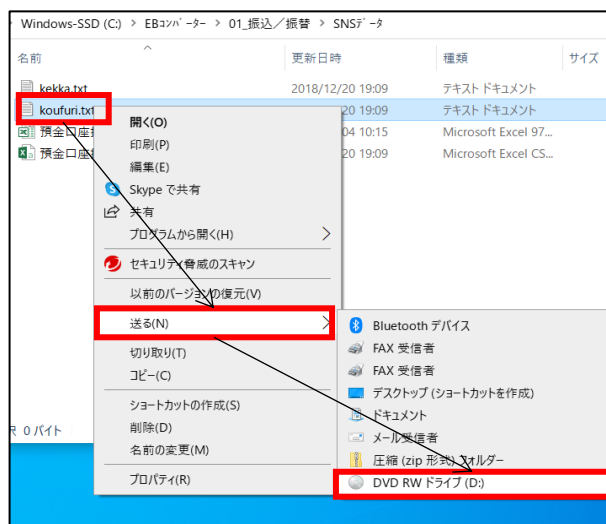 Windows-SSD (C:) > EBｺﾝﾊﾞｰﾀｰ > 01_振込／振替 > SNSﾃﾞｰﾀ
名前 更新日時 種類 サイズ
kekka.txt 2018/12/20 19:09 テキスト ドキュメント
koufuri.txt 20 19:09 テキスト ドキュメント
預金口座 04 10:15 Microsoft Excel 97...
預金口座 20 19:09 Microsoft Excel CS...
開く(O)
印刷(P)
編集(E)
Skype で共有
共有
プログラムから開く(H)
セキュリティ脅威のスキャン
以前のバージョンの復元(V)
送る(N)
切り取り(T)
コピー(C)
ショートカットの作成(S)
削除(D)
名前の変更(M)
プロパティ(R)
Bluetooth デバイス
FAX 受信者
FAX 受信者
デスクトップ (ショートカットを作成)
ドキュメント
メール受信者
圧縮 (zip 形式) フォルダー
DVD RW ドライブ (D:)
0 バイト